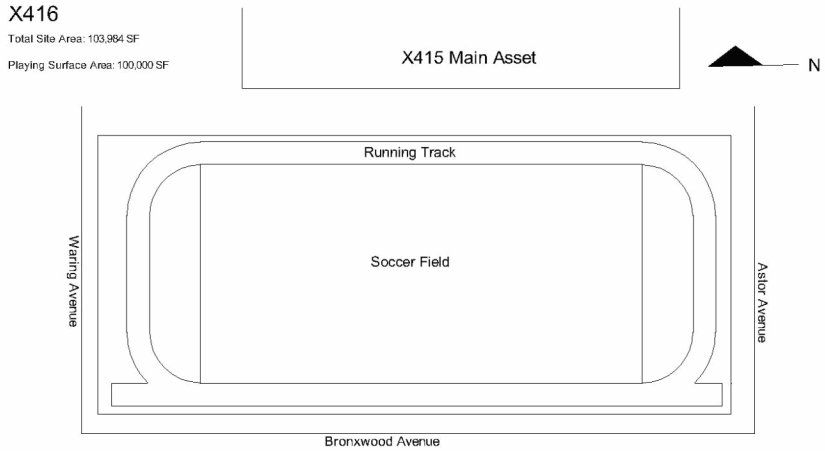 X416
Total Site Area: 103,984 SF
Playing Surface Area: 100,000 SF
X415 Main Asset
N
Running Track
Soccer Field
Waring Avenue
Astor Avenue
Bronxwood Avenue